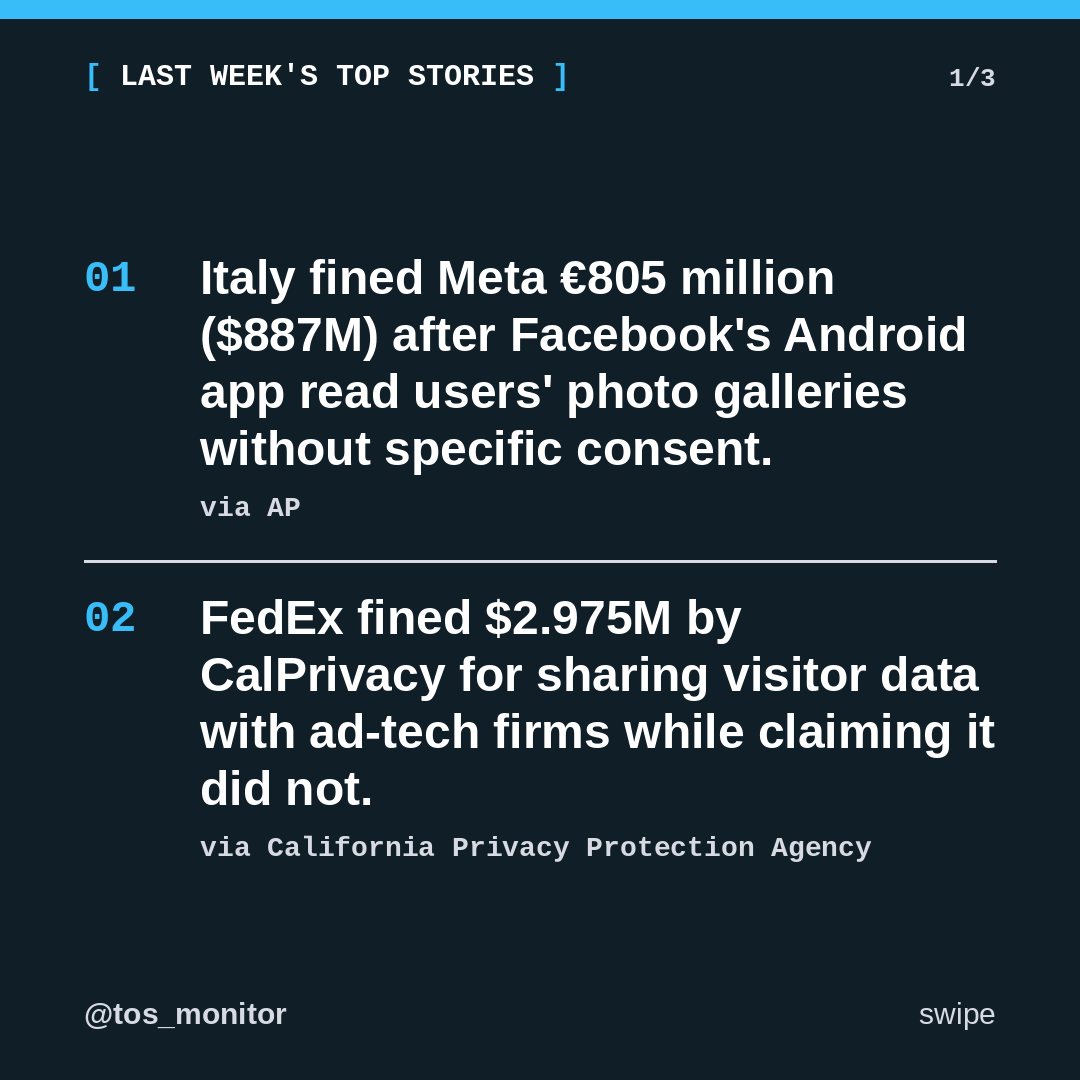 [ LAST WEEK'S TOP STORIES ]
1/3
01
Italy fined Meta €805 million
($887M) after Facebook's Android
app read users' photo galleries
without specific consent.
via AP
02
FedEx fined $2.975M by
CalPrivacy for sharing visitor data
with ad-tech firms while claiming it
did not.
via California Privacy Protection Agency
@tos_monitor
swipe